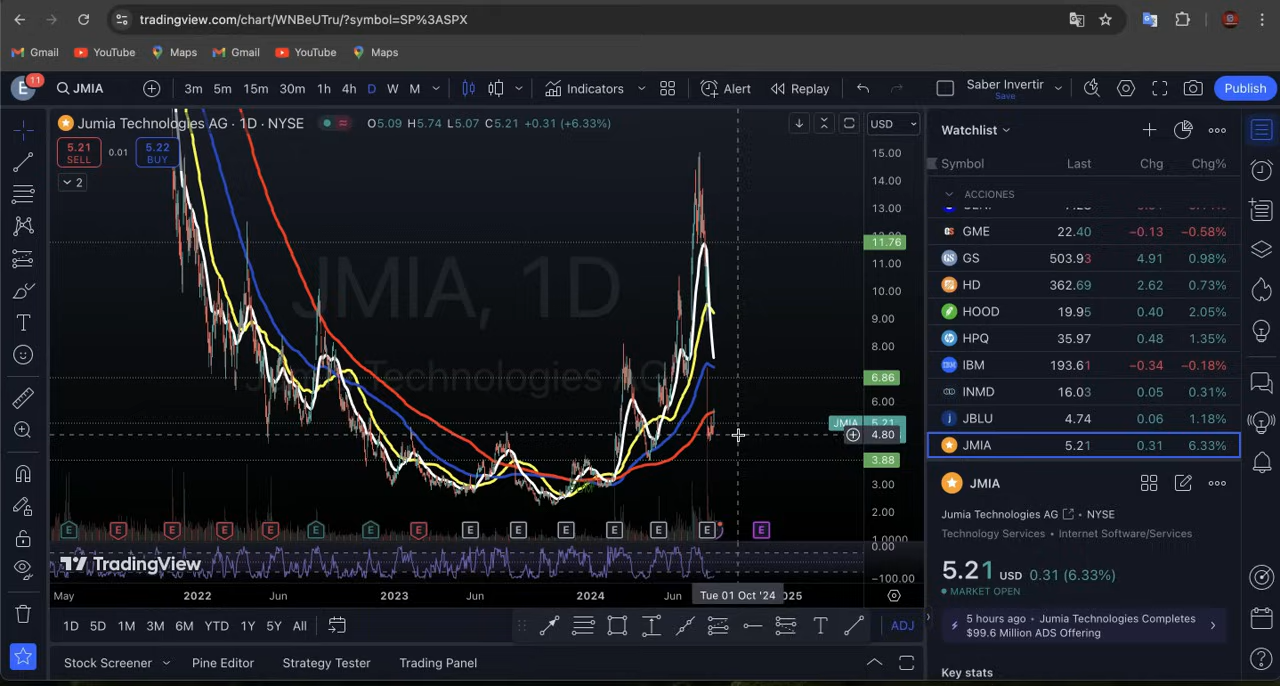 tradingview.com/chart/WNBeUTru/?symbol=SP%3ASPX
Gmail YouTube Maps Gmail YouTube Maps
E 11 JMIA 3m 5m 15m 30m 1h 4h D W M Indicators Alert Replay Saber Invertir Save Publish
Jumia Technologies AG · 1D · NYSE O5.09 H5.74 L5.07 C5.21 +0.31 (+6.33%) USD
5.21 SELL 0.01 5.22 BUY
2
15.00
14.00
13.00
11.76
11.00
10.00
9.00
8.00
6.86
6.00
JMIA 5.21
4.80
3.88
3.00
2.00
1.0000
0.00
−100.00
JMIA, 1D
Jumia Technologies AG
E E E E E E E E E E E E E E
TradingView
May 2022 Jun 2023 Jun 2024 Jun Tue 01 Oct '24 025
1D 5D 1M 3M 6M YTD 1Y 5Y All ADJ
Stock Screener Pine Editor Strategy Tester Trading Panel
Watchlist
Symbol Last Chg Chg%
ACCIONES
GME 22.40 −0.13 −0.58%
GS 503.93 4.91 0.98%
HD 362.69 2.62 0.73%
HOOD 19.95 0.40 2.05%
HPQ 35.97 0.48 1.35%
IBM 193.61 −0.34 −0.18%
INMD 16.03 0.05 0.31%
JBLU 4.74 0.06 1.18%
JMIA 5.21 0.31 6.33%
JMIA
Jumia Technologies AG • NYSE
Technology Services • Internet Software/Services
5.21 USD 0.31 (6.33%)
MARKET OPEN
5 hours ago • Jumia Technologies Completes
$99.6 Million ADS Offering
Key stats